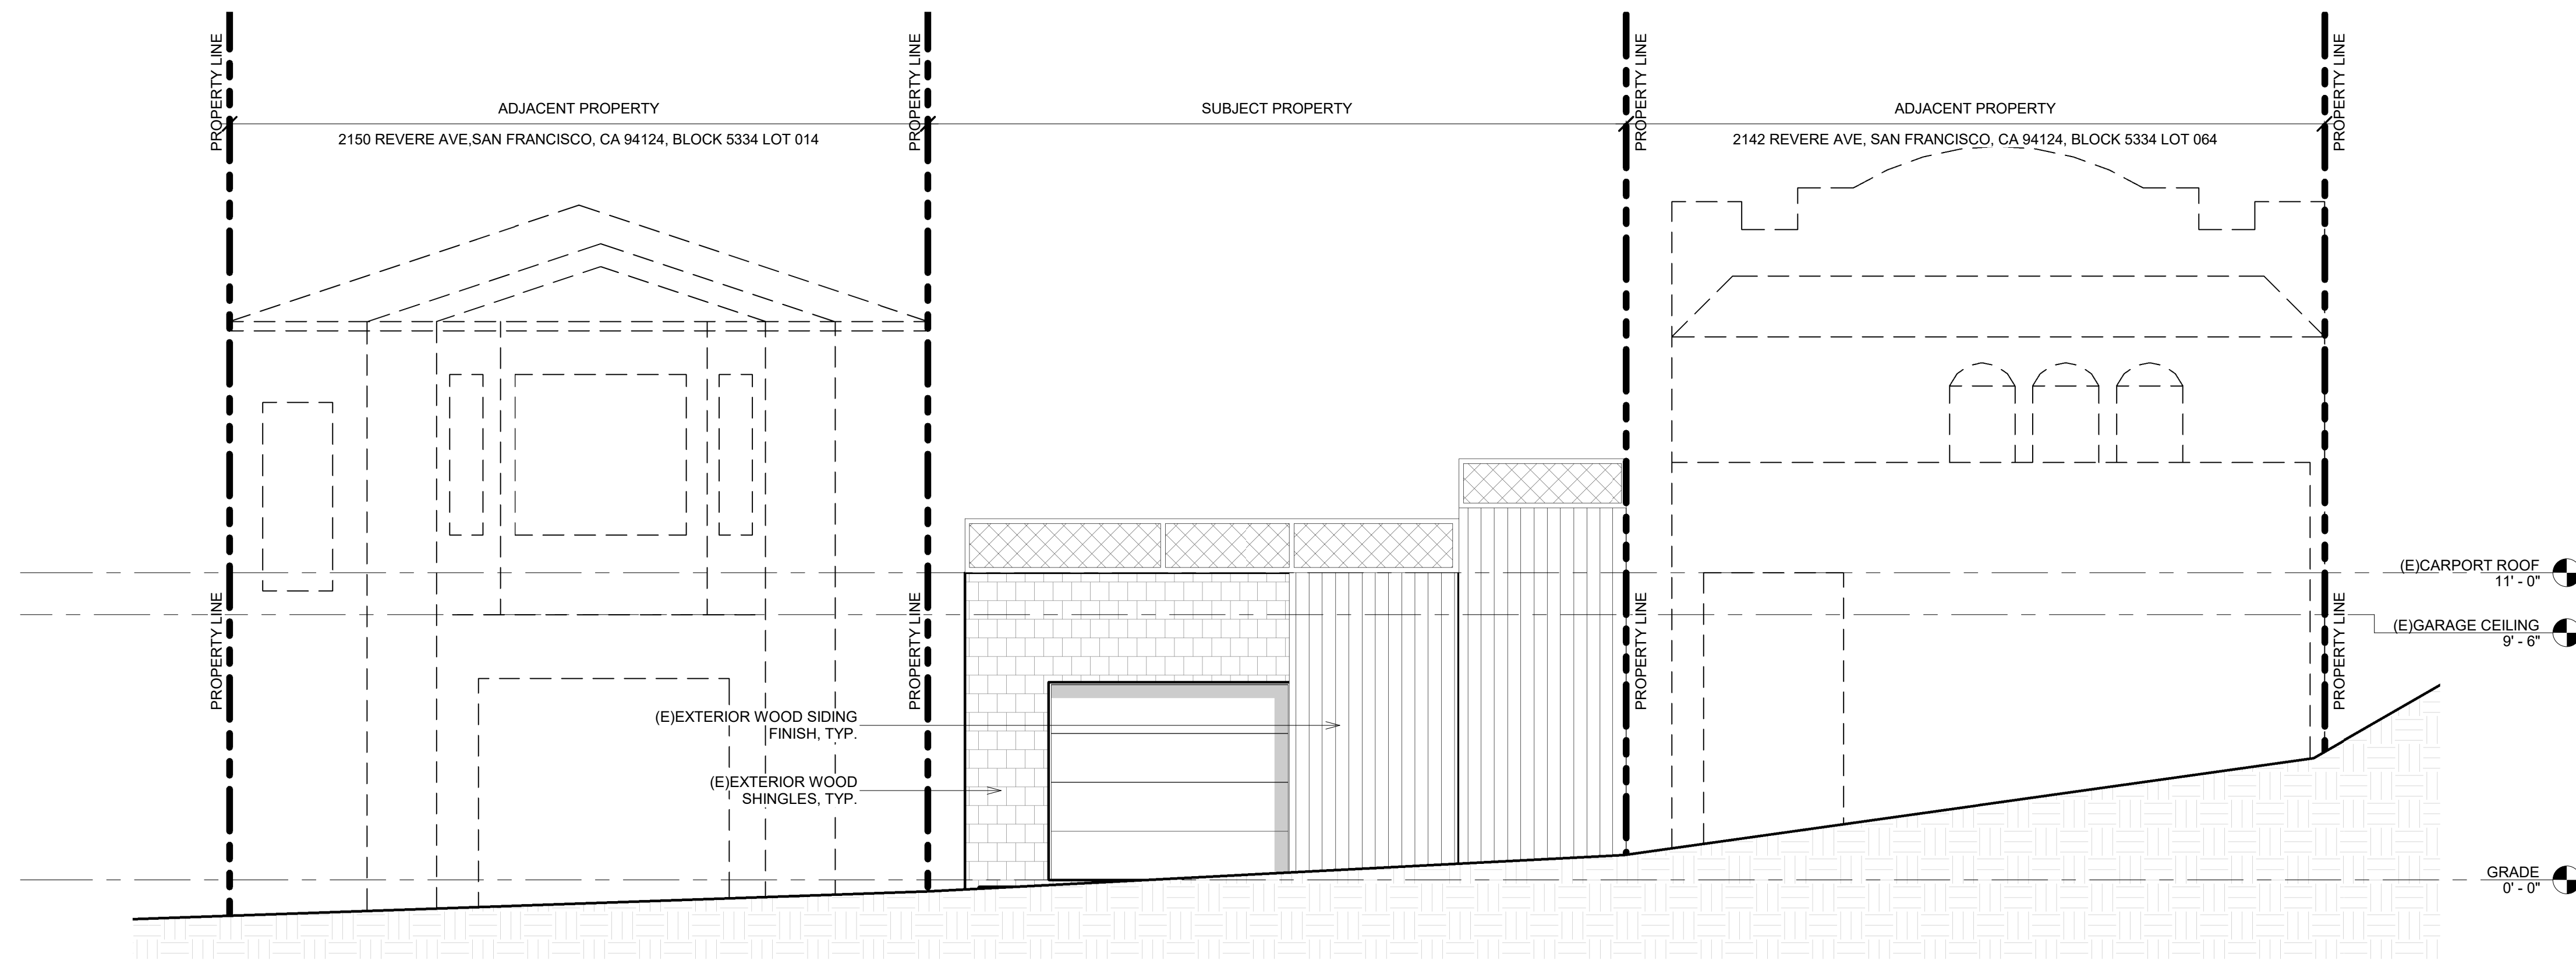 PROPERTY LINE
PROPERTY LINE
PROPERTY LINE
PROPERTY LINE
ADJACENT PROPERTY
SUBJECT PROPERTY
ADJACENT PROPERTY
2150 REVERE AVE,SAN FRANCISCO, CA 94124, BLOCK 5334 LOT 014
2142 REVERE AVE, SAN FRANCISCO, CA 94124, BLOCK 5334 LOT 064
(E)CARPORT ROOF
11' - 0"
PROPERTY LINE
PROPERTY LINE
PROPERTY LINE
PROPERTY LINE
(E)GARAGE CEILING
9' - 6"
(E)EXTERIOR WOOD SIDING
FINISH, TYP.
(E)EXTERIOR WOOD
SHINGLES, TYP.
GRADE
0' - 0"